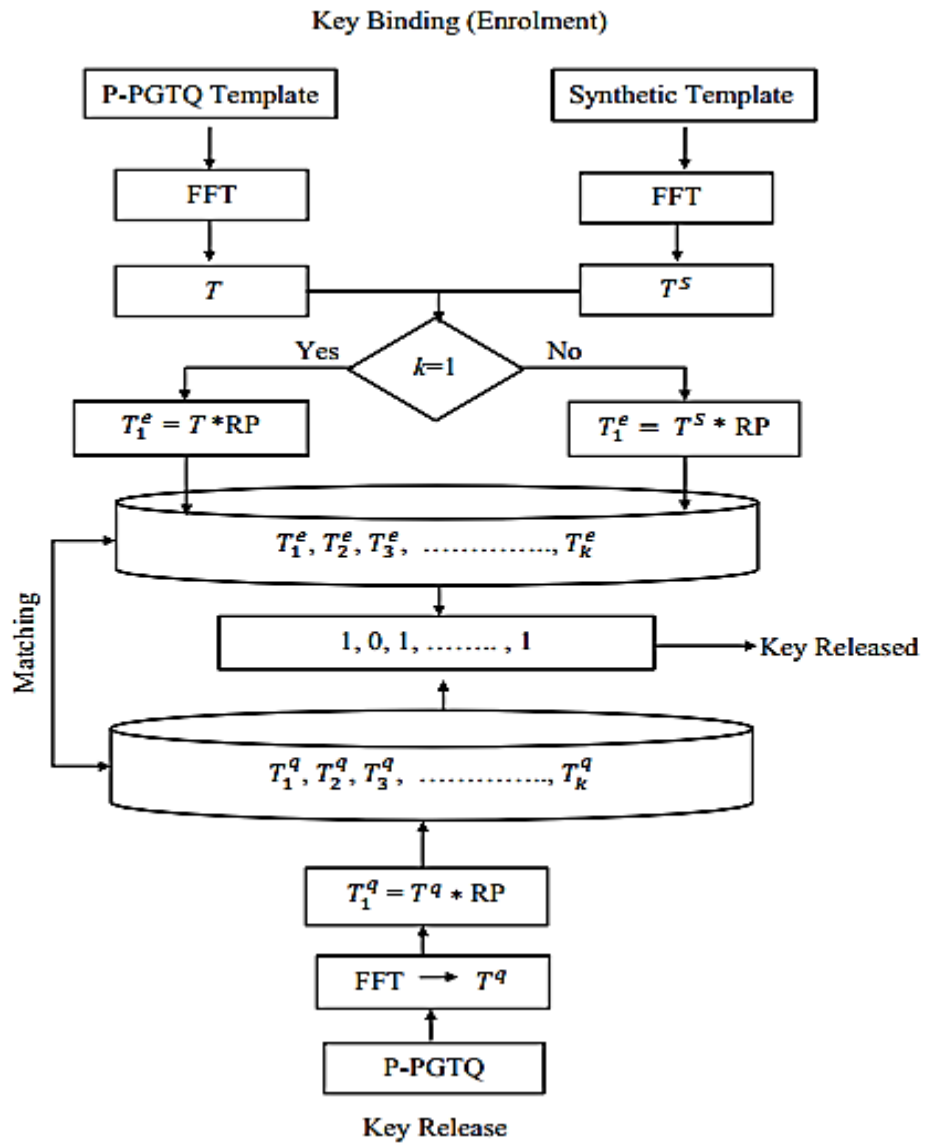 Key Binding (Enrolment)
P-PGTQ Template
Synthetic Template
FFT
FFT
T
T^S
Yes
k=1
No
T_1^e = T *RP
T_1^e = T^S * RP
T_1^e, T_2^e, T_3^e, .............., T_k^e
Matching
1, 0, 1, ........ , 1
Key Released
T_1^q, T_2^q, T_3^q, .............., T_k^q
T_1^q = T^q * RP
FFT → T^q
P-PGTQ
Key Release